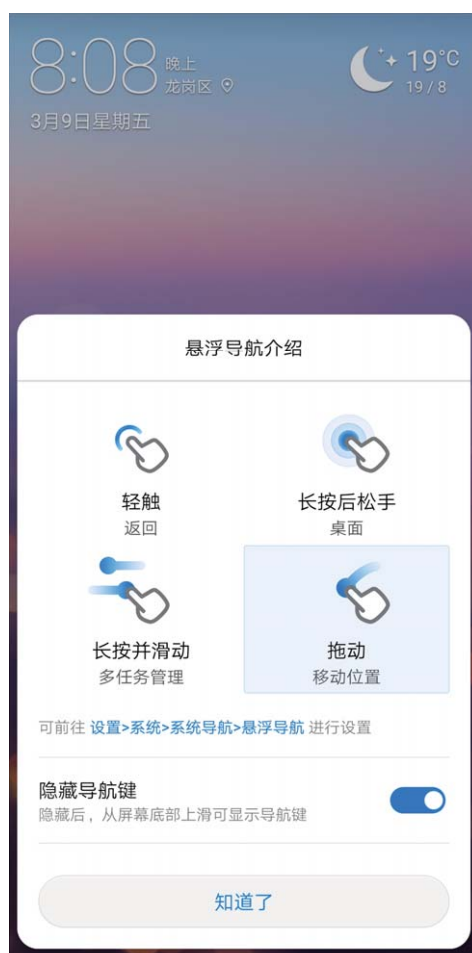 8:08 晚上
龙岗区
3月9日星期五
19°C
19 / 8
悬浮导航介绍
轻触
返回
长按后松手
桌面
长按并滑动
多任务管理
拖动
移动位置
可前往 设置>系统>系统导航>悬浮导航 进行设置
隐藏导航键
隐藏后，从屏幕底部上滑可显示导航键
知道了